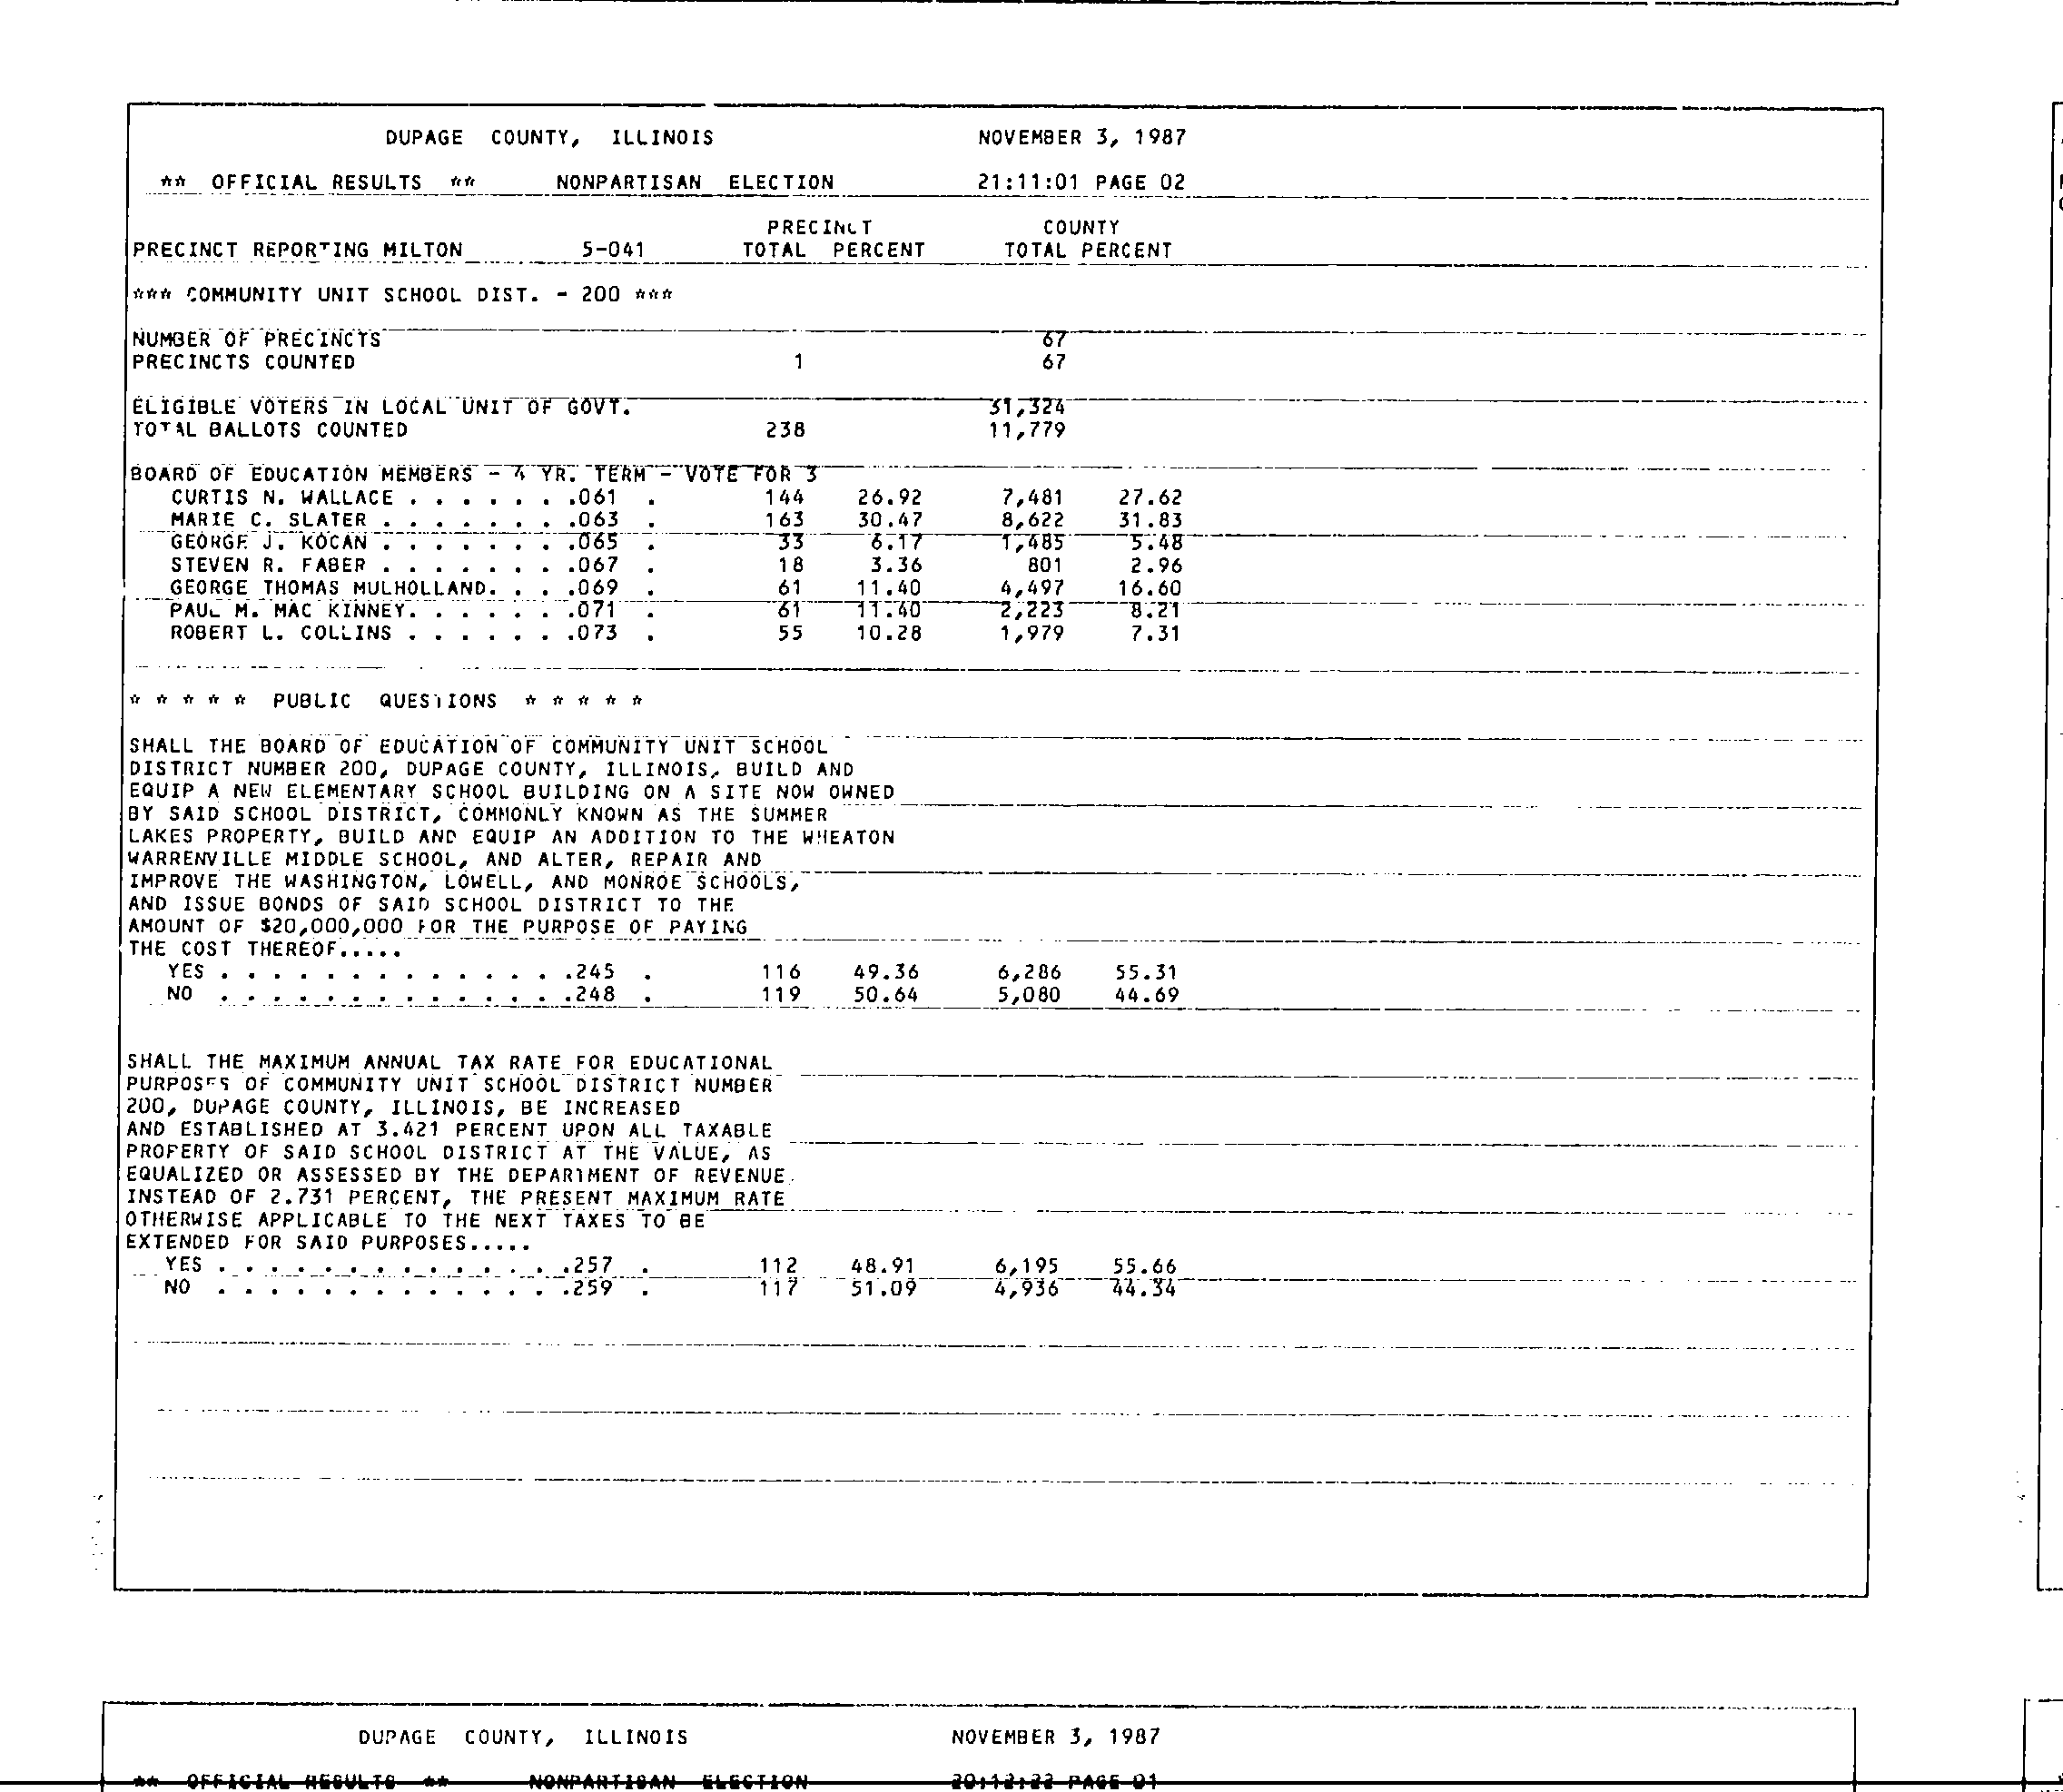 DUPAGE COUNTY, ILLINOIS NOVEMBER 3, 1987
** OFFICIAL RESULTS ** NONPARTISAN ELECTION 21:11:01 PAGE 02
PRECINCT COUNTY
PRECINCT REPORTING MILTON 5-041 TOTAL PERCENT TOTAL PERCENT
*** COMMUNITY UNIT SCHOOL DIST. - 200 ***
NUMBER OF PRECINCTS 67
PRECINCTS COUNTED 1 67
ELIGIBLE VOTERS IN LOCAL UNIT OF GOVT. 31,324
TOTAL BALLOTS COUNTED 238 11,779
BOARD OF EDUCATION MEMBERS - 4 YR. TERM - VOTE FOR 3
CURTIS N. WALLACE . . . . . . .061 . 144 26.92 7,481 27.62
MARIE C. SLATER . . . . . . . .063 . 163 30.47 8,622 31.83
GEORGE J. KOCAN . . . . . . . .065 . 33 6.17 1,485 5.48
STEVEN R. FABER . . . . . . . .067 . 18 3.36 801 2.96
GEORGE THOMAS MULHOLLAND. . . .069 . 61 11.40 4,497 16.60
PAUL M. MAC KINNEY. . . . . . .071 . 61 11.40 2,223 8.21
ROBERT L. COLLINS . . . . . . .073 . 55 10.28 1,979 7.31
* * * * * PUBLIC QUESTIONS * * * * *
SHALL THE BOARD OF EDUCATION OF COMMUNITY UNIT SCHOOL
DISTRICT NUMBER 200, DUPAGE COUNTY, ILLINOIS, BUILD AND
EQUIP A NEW ELEMENTARY SCHOOL BUILDING ON A SITE NOW OWNED
BY SAID SCHOOL DISTRICT, COMMONLY KNOWN AS THE SUMMER
LAKES PROPERTY, BUILD AND EQUIP AN ADDITION TO THE WHEATON
WARRENVILLE MIDDLE SCHOOL, AND ALTER, REPAIR AND
IMPROVE THE WASHINGTON, LOWELL, AND MONROE SCHOOLS,
AND ISSUE BONDS OF SAID SCHOOL DISTRICT TO THE
AMOUNT OF $20,000,000 FOR THE PURPOSE OF PAYING
THE COST THEREOF.....
YES . . . . . . . . . . . . . .245 . 116 49.36 6,286 55.31
NO . . . . . . . . . . . . . .248 . 119 50.64 5,080 44.69
SHALL THE MAXIMUM ANNUAL TAX RATE FOR EDUCATIONAL
PURPOSES OF COMMUNITY UNIT SCHOOL DISTRICT NUMBER
200, DUPAGE COUNTY, ILLINOIS, BE INCREASED
AND ESTABLISHED AT 3.421 PERCENT UPON ALL TAXABLE
PROPERTY OF SAID SCHOOL DISTRICT AT THE VALUE, AS
EQUALIZED OR ASSESSED BY THE DEPARTMENT OF REVENUE
INSTEAD OF 2.731 PERCENT, THE PRESENT MAXIMUM RATE
OTHERWISE APPLICABLE TO THE NEXT TAXES TO BE
EXTENDED FOR SAID PURPOSES.....
YES . . . . . . . . . . . . . .257 . 112 48.91 6,195 55.66
NO . . . . . . . . . . . . . .259 . 117 51.09 4,936 44.34
DUPAGE COUNTY, ILLINOIS NOVEMBER 3, 1987
** OFFICIAL RESULTS ** NONPARTISAN ELECTION 20:12:22 PAGE 01